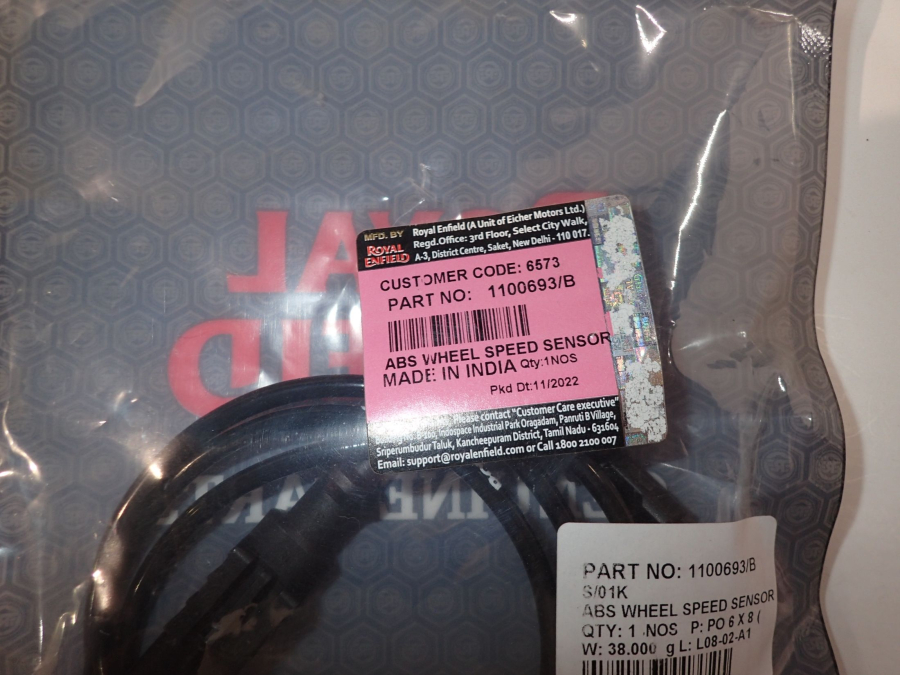 MFD. BY
ROYAL
ENFIELD
Royal Enfield (A Unit of Eicher Motors Ltd.)
Regd.Office: 3rd Floor, Select City Walk,
A-3, District Centre, Saket, New Delhi - 110 017.
CUSTOMER CODE: 6573
PART NO: 1100693/B
ABS WHEEL SPEED SENSOR
MADE IN INDIA Qty:1NOS
Pkd Dt:11/2022
Please contact "Customer Care executive"
Indospace Industrial Park Oragadam, Panruti B Village,
Sriperumbudur Taluk, Kancheepuram District, Tamil Nadu - 631604
Email: support@royalenfield.com or Call 1800 2100 007
PART NO: 1100693/B
S/01K
ABS WHEEL SPEED SENSOR
QTY: 1 NOS P: PO 6 X 8 (
W: 38.000 g L: L08-02-A1